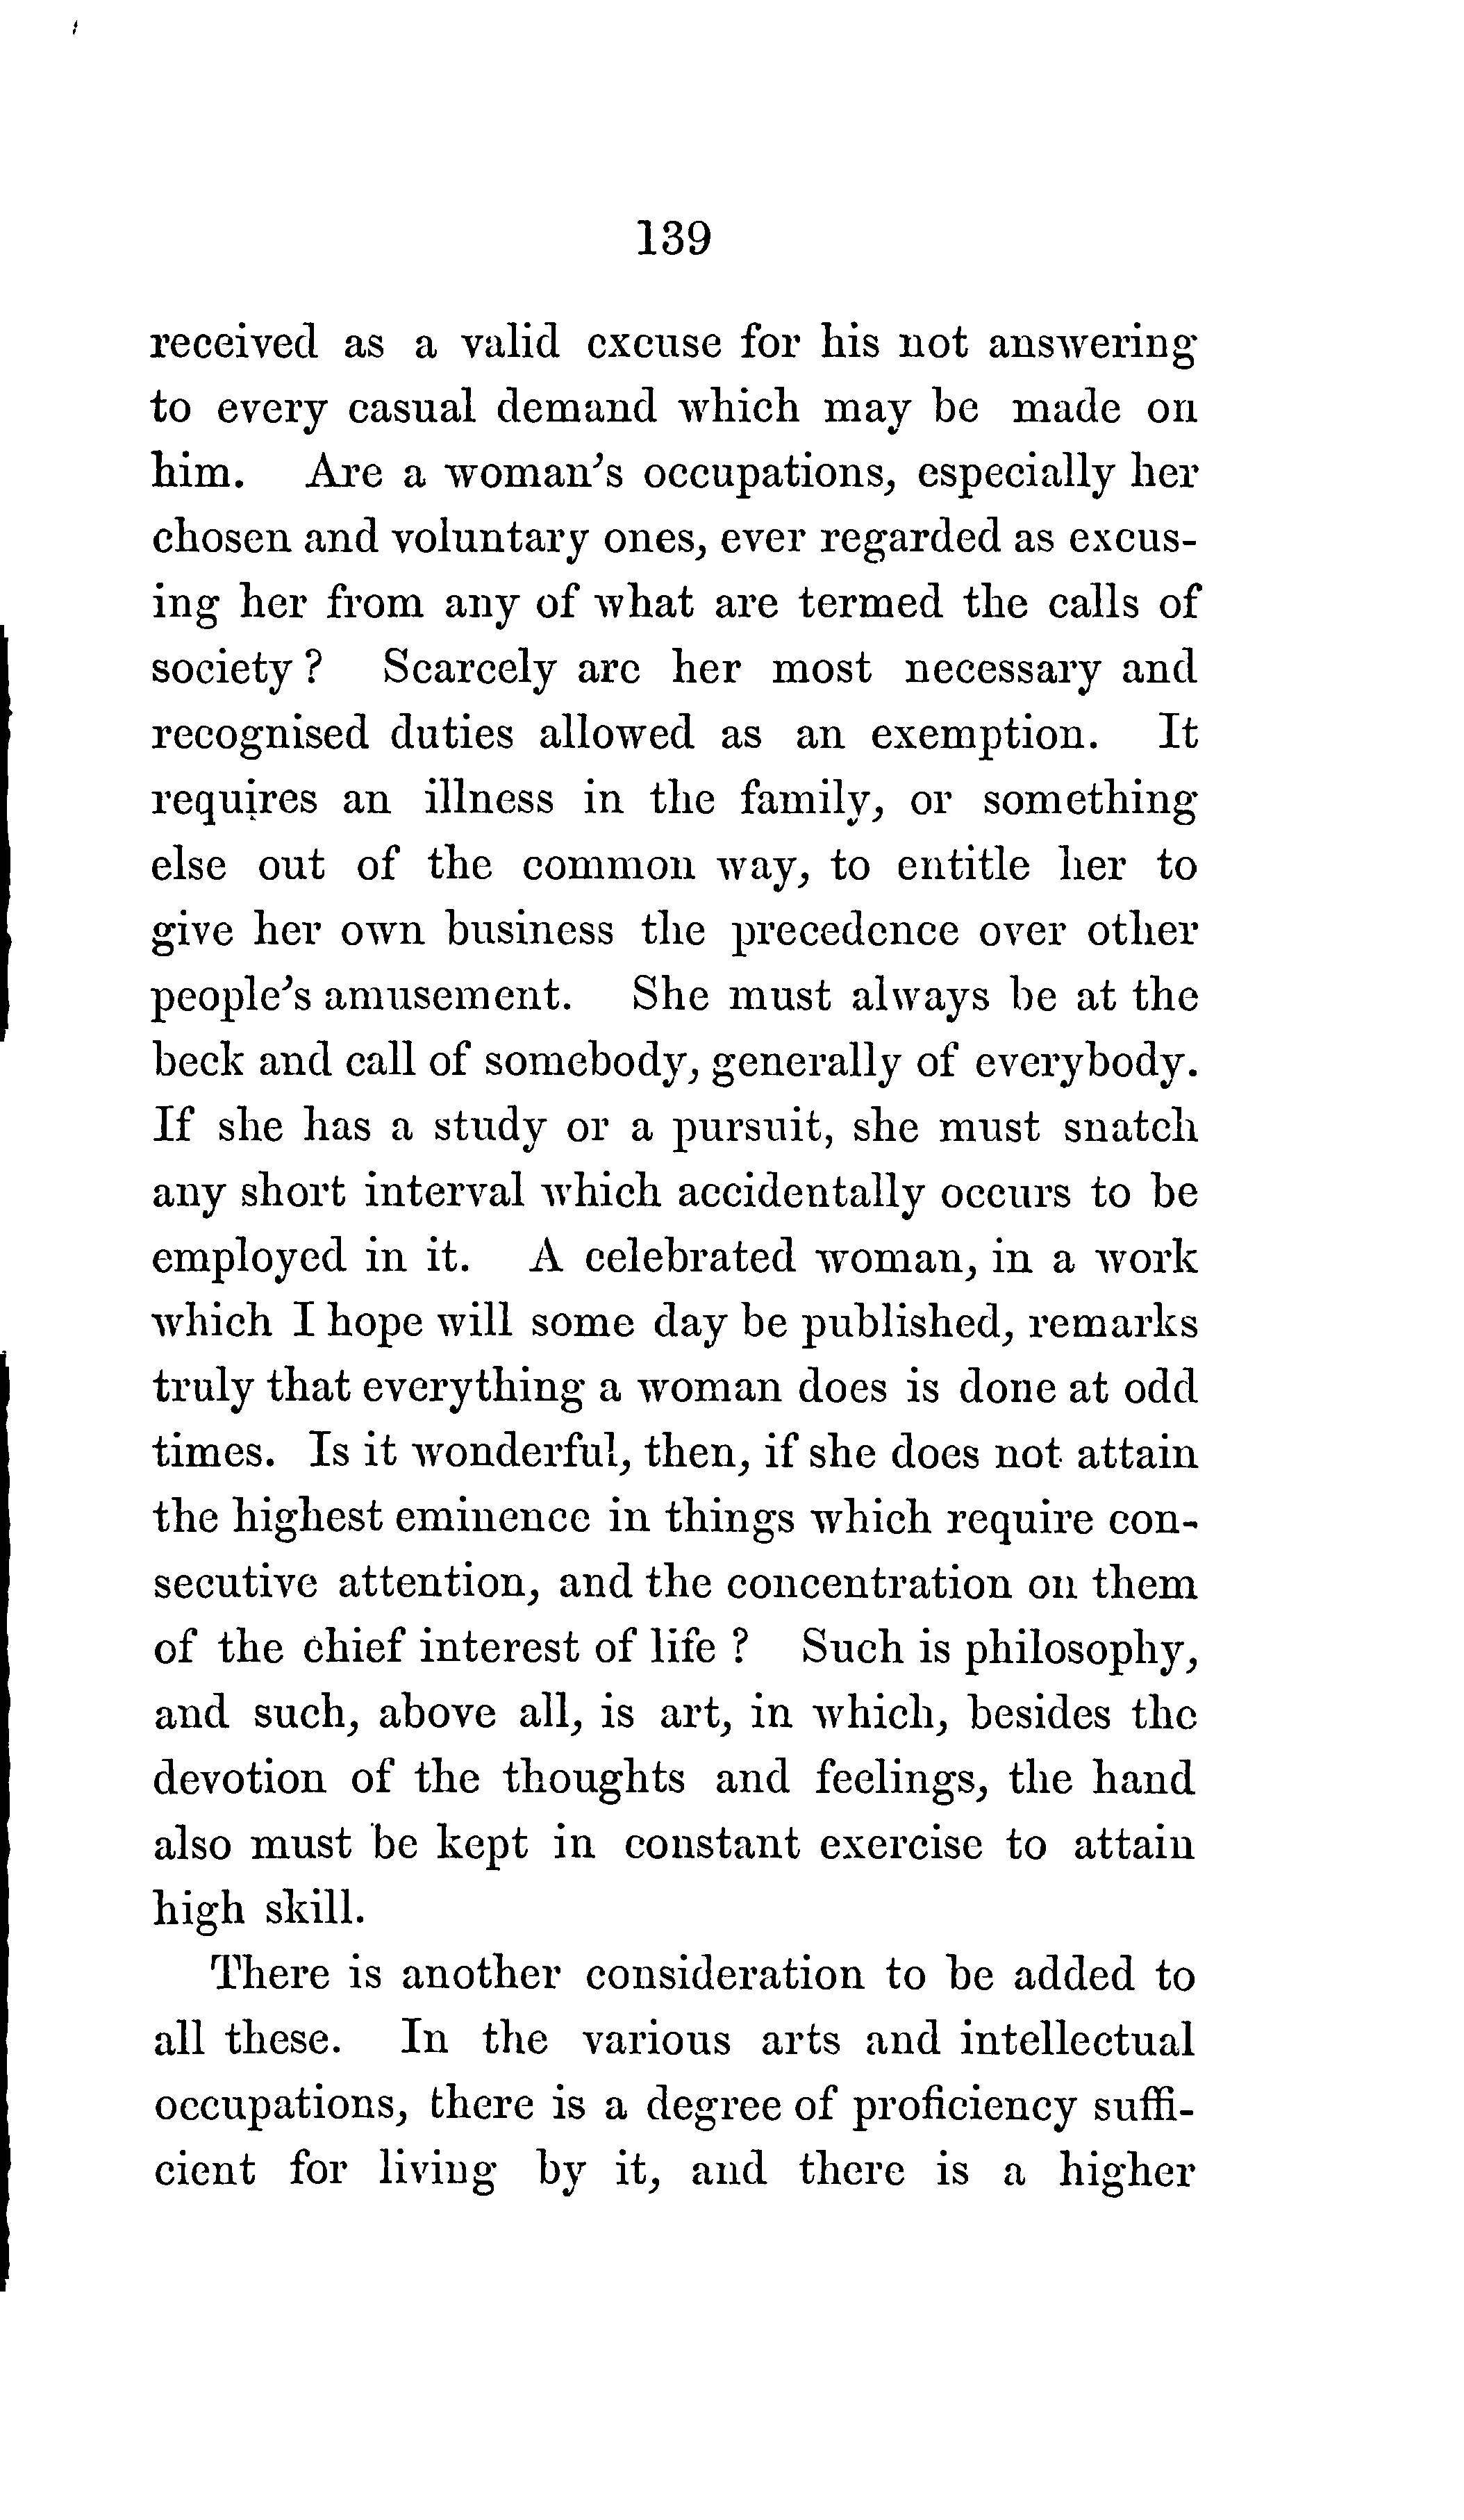 139
received as a valid excuse for his not answering
to every casual demand which may be made on
him. Are a woman's occupations, especially her
chosen and voluntary ones, ever regarded as excus-
ing her from any of what are termed the calls of
society ? Scarcely are her most necessary and
recognised duties allowed as an exemption. It
requires an illness in the family, or something
else out of the common way, to entitle her to
give her own business the precedence over other
people's amusement. She must always be at the
beck and call of somebody, generally of everybody.
If she has a study or a pursuit, she must snatch
any short interval which accidentally occurs to be
employed in it. A celebrated woman, in a work
which I hope will some day be published, remarks
truly that everything a woman does is done at odd
times. Is it wonderful, then, if she does not attain
the highest eminence in things which require con-
secutive attention, and the concentration on them
of the chief interest of life ? Such is philosophy,
and such, above all, is art, in which, besides the
devotion of the thoughts and feelings, the hand
also must be kept in constant exercise to attain
high skill.
There is another consideration to be added to
all these. In the various arts and intellectual
occupations, there is a degree of proficiency suffi-
cient for living by it, and there is a higher